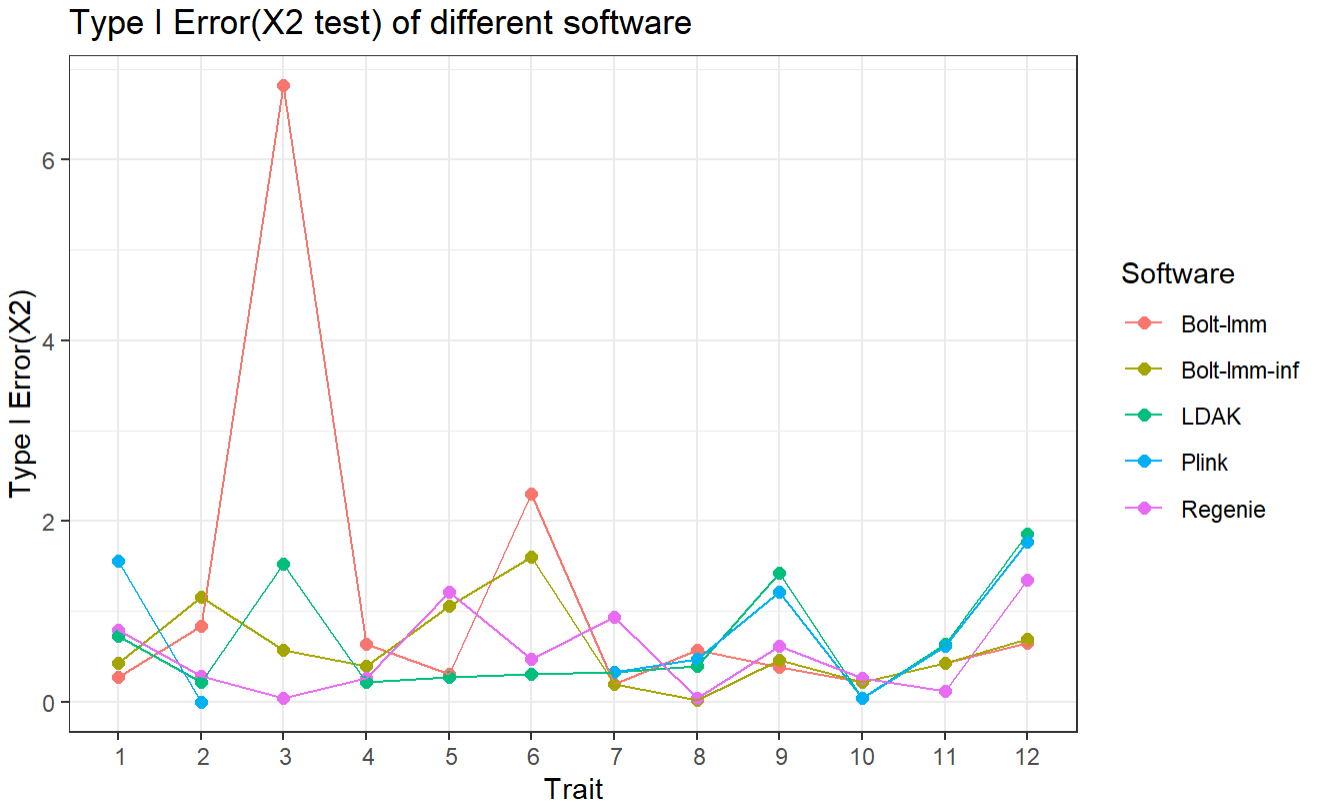 Type I Error(X2 test) of different software
Type I Error(X2)
6
4
2
0
1 2 3 4 5 6 7 8 9 10 11 12
Trait
Software
Bolt-lmm
Bolt-lmm-inf
LDAK
Plink
Regenie